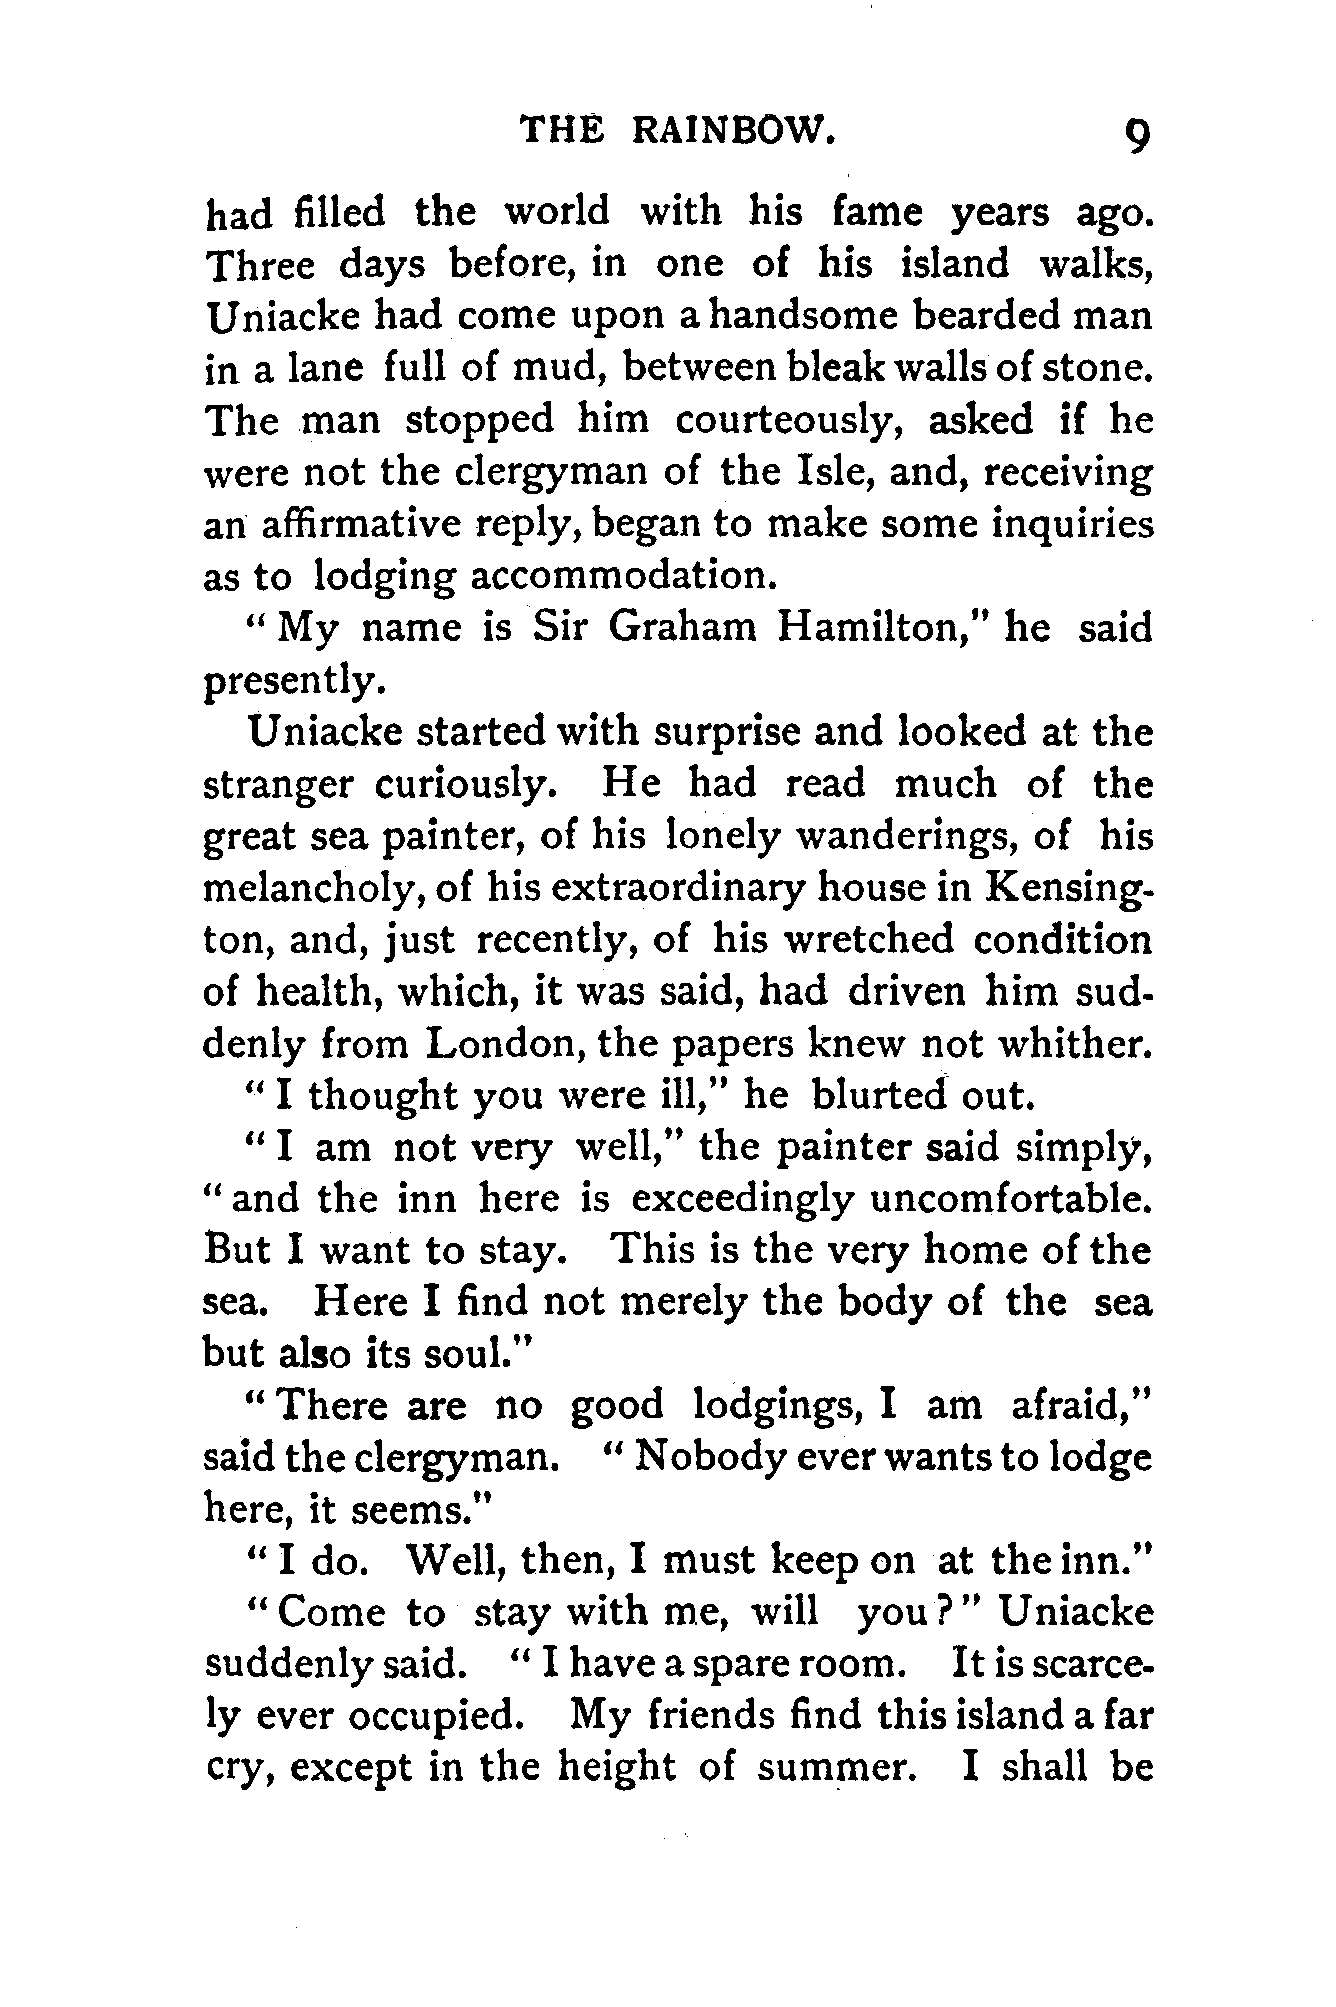 THE RAINBOW. 9
had filled the world with his fame years ago.
Three days before, in one of his island walks,
Uniacke had come upon a handsome bearded man
in a lane full of mud, between bleak walls of stone.
The man stopped him courteously, asked if he
were not the clergyman of the Isle, and, receiving
an affirmative reply, began to make some inquiries
as to lodging accommodation.
“ My name is Sir Graham Hamilton,” he said
presently.
Uniacke started with surprise and looked at the
stranger curiously. He had read much of the
great sea painter, of his lonely wanderings, of his
melancholy, of his extraordinary house in Kensing-
ton, and, just recently, of his wretched condition
of health, which, it was said, had driven him sud-
denly from London, the papers knew not whither.
“ I thought you were ill,” he blurted out.
“ I am not very well,” the painter said simply,
“ and the inn here is exceedingly uncomfortable.
But I want to stay. This is the very home of the
sea. Here I find not merely the body of the sea
but also its soul.”
“ There are no good lodgings, I am afraid,”
said the clergyman. “ Nobody ever wants to lodge
here, it seems.”
“ I do. Well, then, I must keep on at the inn.”
“ Come to stay with me, will you ? ” Uniacke
suddenly said. “ I have a spare room. It is scarce-
ly ever occupied. My friends find this island a far
cry, except in the height of summer. I shall be